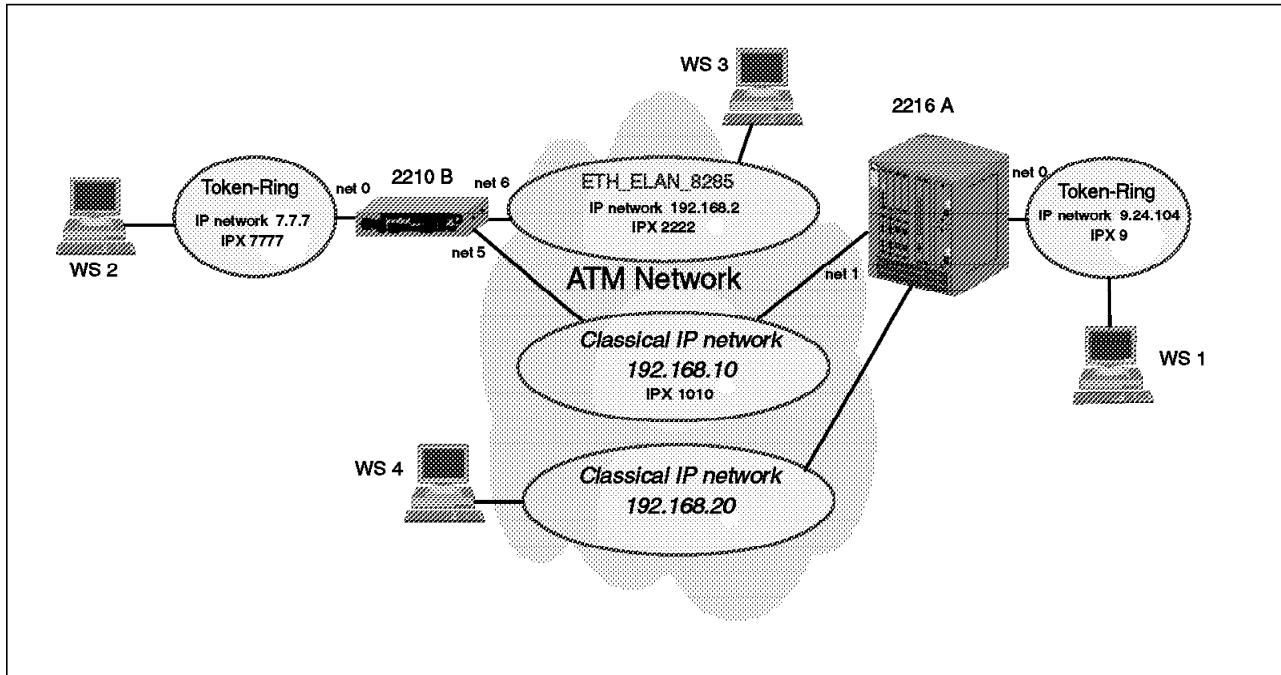 WS 3
2216 A
Token-Ring
IP network 7.7.7
IPX 7777
net 0
2210 B
net 6
ETH_ELAN_8285
IP network 192.168.2
IPX 2222
net 0
Token-Ring
IP network 9.24.104
IPX 9
WS 2
net 5
ATM Network
net 1
Classical IP network
192.168.10
IPX 1010
WS 1
WS 4
Classical IP network
192.168.20